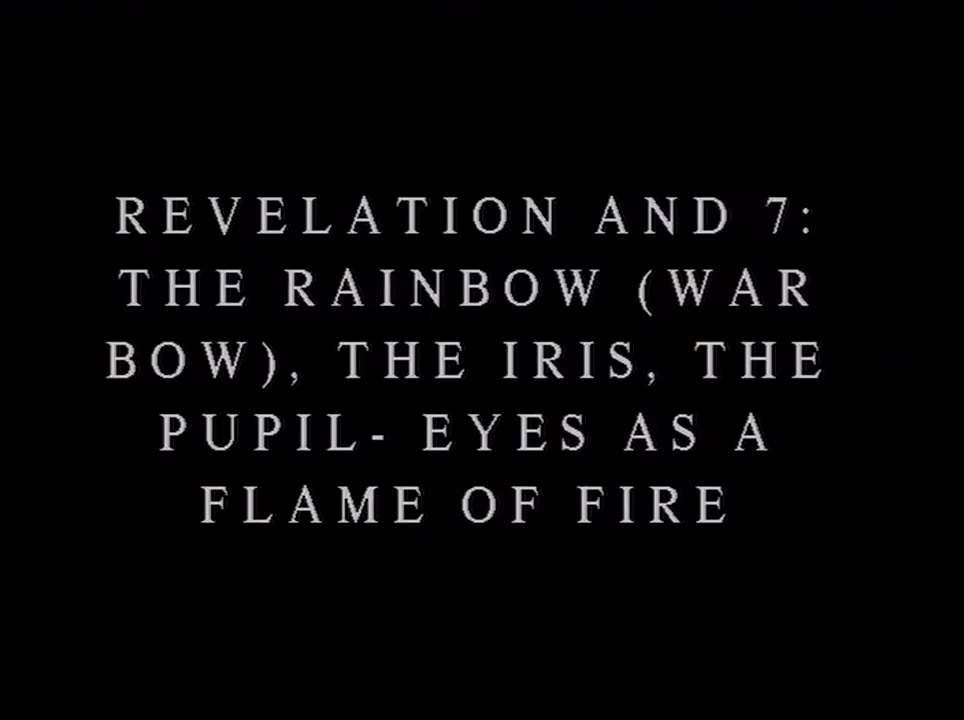 REVELATION AND 7:
THE RAINBOW (WAR
BOW), THE IRIS, THE
PUPIL- EYES AS A
FLAME OF FIRE